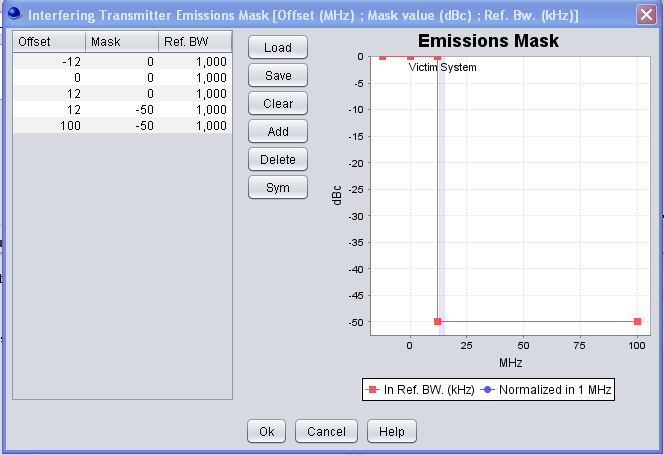 Interfering Transmitter Emissions Mask [Offset (MHz) ; Mask value (dBc) ; Ref. Bw. (kHz)]
Offset Mask Ref. BW
-12 0 1,000
0 0 1,000
12 0 1,000
12 -50 1,000
100 -50 1,000
Load
Save
Clear
Add
Delete
Sym
Emissions Mask
Victim System
0
-5
-10
-15
-20
-25
-30
-35
-40
-45
-50
dBc
0 25 50 75 100
MHz
In Ref. BW. (kHz) Normalized in 1 MHz
Ok Cancel Help